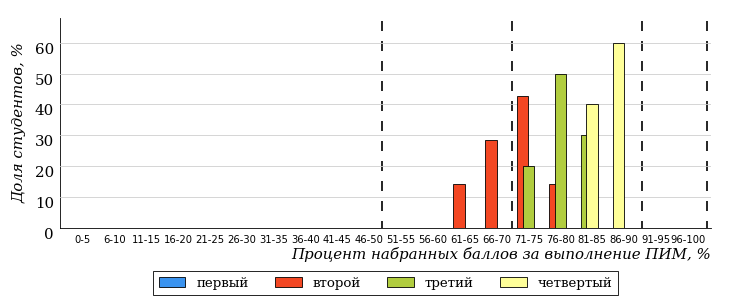 Доля студентов, %
60
50
40
30
20
10
0
0-5 6-10 11-15 16-20 21-25 26-30 31-35 36-40 41-45 46-50 51-55 56-60 61-65 66-70 71-75 76-80 81-85 86-90 91-95 96-100
Процент набранных баллов за выполнение ПИМ, %
первый второй третий четвертый